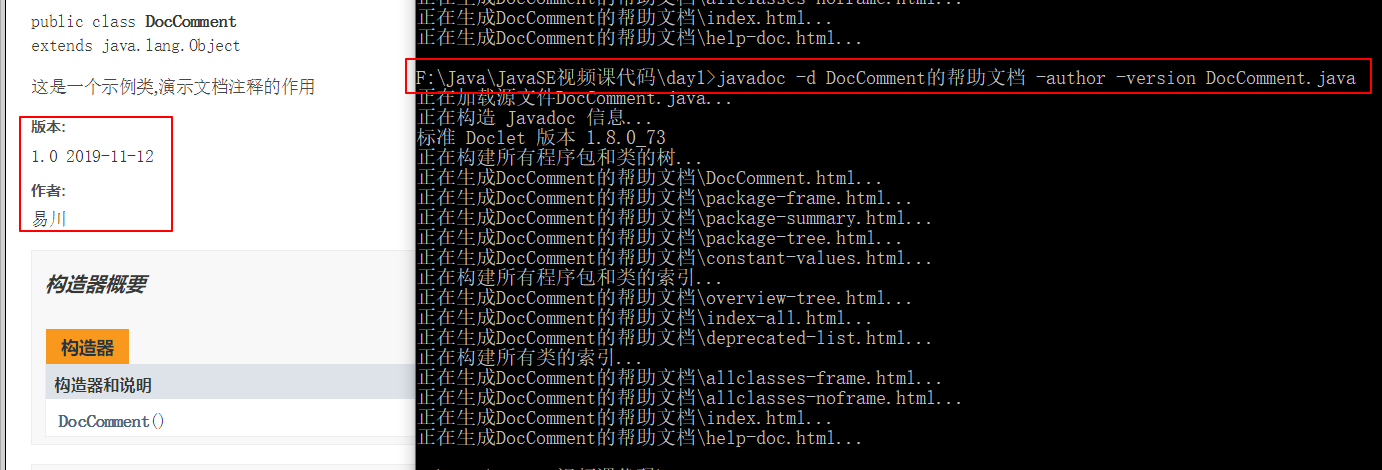 public class DocComment
extends java.lang.Object
这是一个示例类,演示文档注释的作用
版本:
1.0 2019-11-12
作者:
易川
构造器概要
构造器
构造器和说明
DocComment()
正在生成DocComment的帮助文档\allclasses-noframe.html...
正在生成DocComment的帮助文档\index.html...
正在生成DocComment的帮助文档\help-doc.html...
F:\Java\JavaSE视频课代码\day1>javadoc -d DocComment的帮助文档 -author -version DocComment.java
正在加载源文件DocComment.java...
正在构造 Javadoc 信息...
标准 Doclet 版本 1.8.0_73
正在构建所有程序包和类的树...
正在生成DocComment的帮助文档\DocComment.html...
正在生成DocComment的帮助文档\package-frame.html...
正在生成DocComment的帮助文档\package-summary.html...
正在生成DocComment的帮助文档\package-tree.html...
正在生成DocComment的帮助文档\constant-values.html...
正在构建所有程序包和类的索引...
正在生成DocComment的帮助文档\overview-tree.html...
正在生成DocComment的帮助文档\index-all.html...
正在生成DocComment的帮助文档\deprecated-list.html...
正在构建所有类的索引...
正在生成DocComment的帮助文档\allclasses-frame.html...
正在生成DocComment的帮助文档\allclasses-noframe.html...
正在生成DocComment的帮助文档\index.html...
正在生成DocComment的帮助文档\help-doc.html...